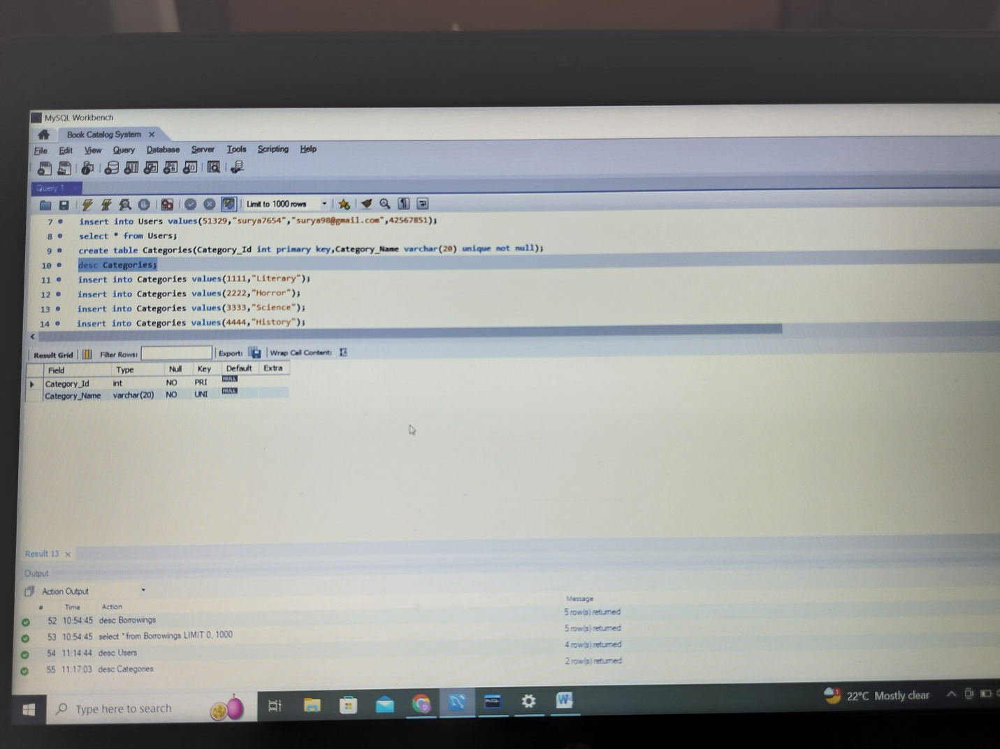 MySQL Workbench
Book Catalog System ×
File Edit View Query Database Server Tools Scripting Help
Query 1 ×
Limit to 1000 rows
7 insert into Users values(51329,"surya7654","surya98@gmail.com",42567851);
8 select * from Users;
9 create table Categories(Category_Id int primary key,Category_Name varchar(20) unique not null);
10 desc Categories;
11 insert into Categories values(1111,"Literary");
12 insert into Categories values(2222,"Horror");
13 insert into Categories values(3333,"Science");
14 insert into Categories values(4444,"History");
Result Grid Filter Rows: Export: Wrap Cell Content:
Field Type Null Key Default Extra
Category_Id int NO PRI NULL
Category_Name varchar(20) NO UNI NULL
Result 13 ×
Output
Action Output
# Time Action Message
52 10:54:45 desc Borrowings 5 row(s) returned
53 10:54:45 select * from Borrowings LIMIT 0, 1000 5 row(s) returned
54 11:14:44 desc Users 4 row(s) returned
55 11:17:03 desc Categories 2 row(s) returned
Type here to search 22°C Mostly clear